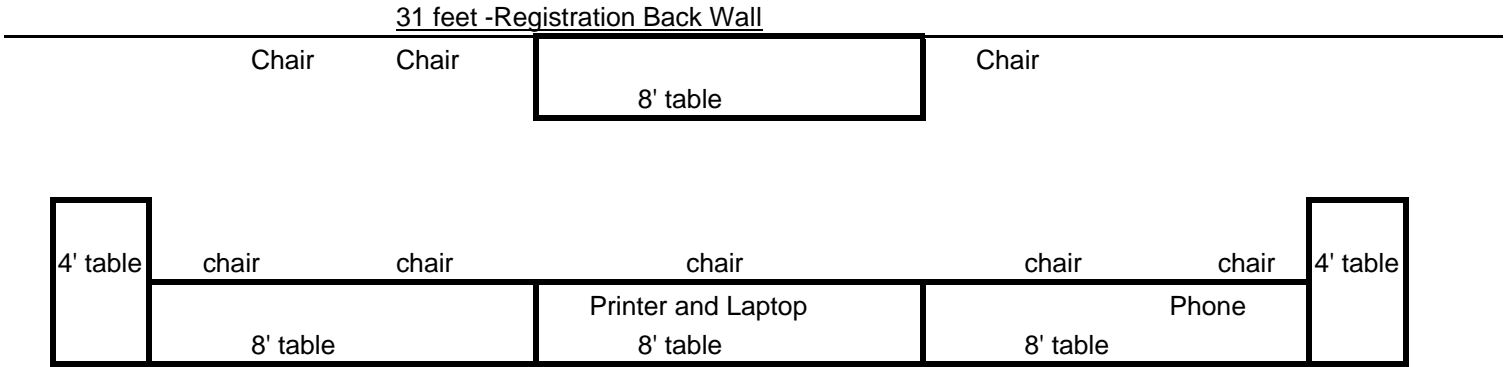 31 feet -Registration Back Wall
Chair Chair Chair
8' table
4' table chair chair chair chair chair 4' table
Printer and Laptop Phone
8' table 8' table 8' table